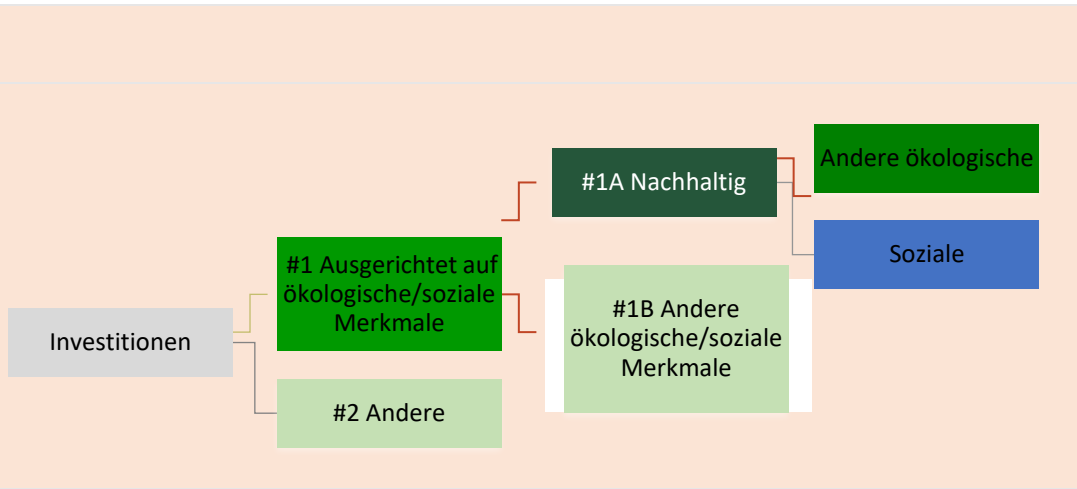 Investitionen
#1 Ausgerichtet auf
ökologische/soziale
Merkmale
#2 Andere
#1A Nachhaltig
#1B Andere
ökologische/soziale
Merkmale
Andere ökologische
Soziale